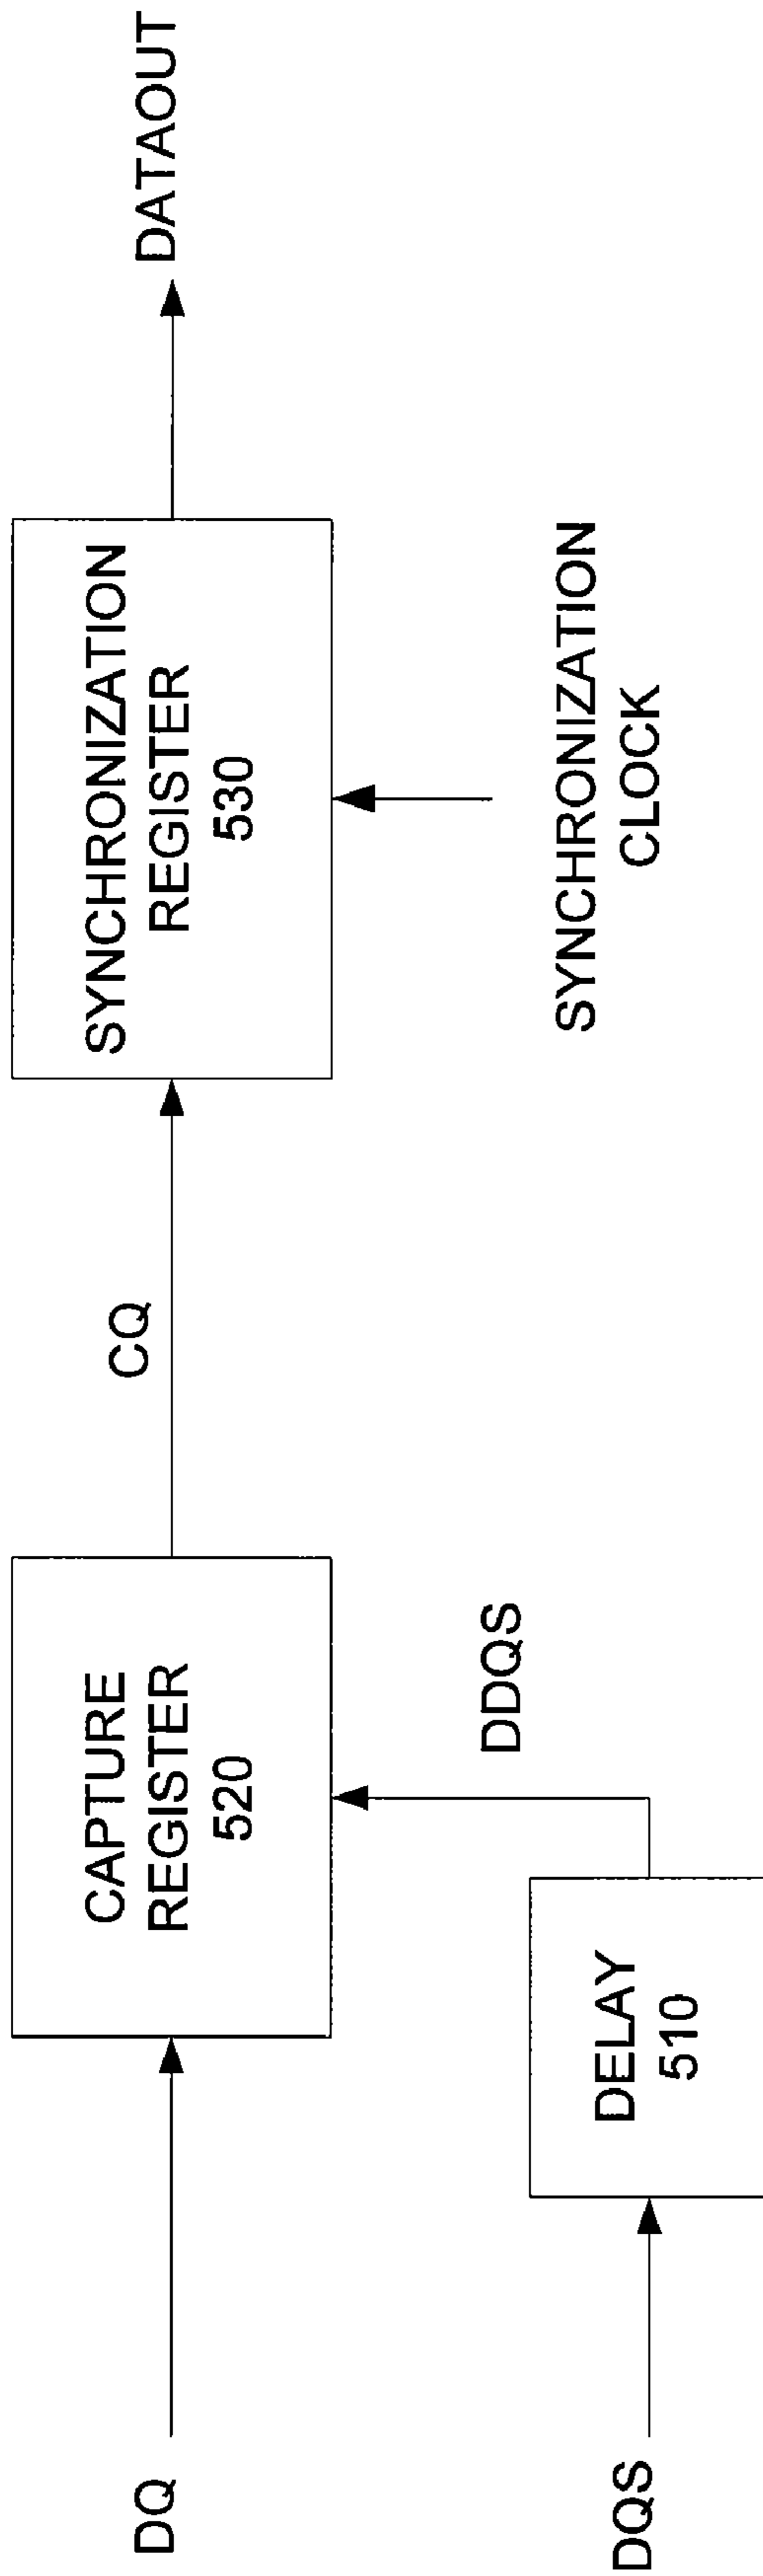 DQ
CAPTURE
REGISTER
520
CQ
SYNCHRONIZATION
REGISTER
530
DATAOUT
DQS
DELAY
510
DDQS
SYNCHRONIZATION
CLOCK